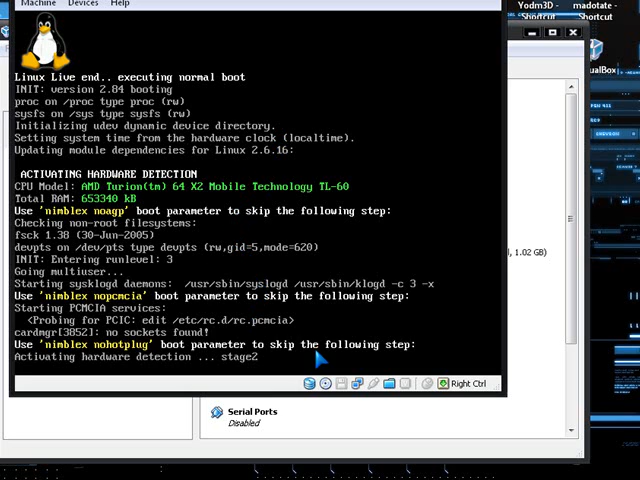 Machine Devices Help
Yodm3D - Shortcut
madotate - Shortcut
Linux Live end.. executing normal boot
INIT: version 2.84 booting
proc on /proc type proc (rw)
sysfs on /sys type sysfs (rw)
Initializing udev dynamic device directory.
Setting system time from the hardware clock (localtime).
Updating module dependencies for Linux 2.6.16:
ACTIVATING HARDWARE DETECTION
CPU Model: AMD Turion(tm) 64 X2 Mobile Technology TL-60
Total RAM: 653340 kB
Use 'nimblex noagp' boot parameter to skip the following step:
Checking non-root filesystems:
fsck 1.38 (30-Jun-2005)
devpts on /dev/pts type devpts (rw,gid=5,mode=620)
INIT: Entering runlevel: 3
Going multiuser...
Starting sysklogd daemons:  /usr/sbin/syslogd /usr/sbin/klogd -c 3 -x
Use 'nimblex nopcmcia' boot parameter to skip the following step:
Starting PCMCIA services:
<Probing for PCIC: edit /etc/rc.d/rc.pcmcia>
cardmgr[3852]: no sockets found!
Use 'nimblex nohotplug' boot parameter to skip the following step:
Activating hardware detection ... stage2
Right Ctrl
, 1.02 GB)
ualBox
Serial Ports
Disabled